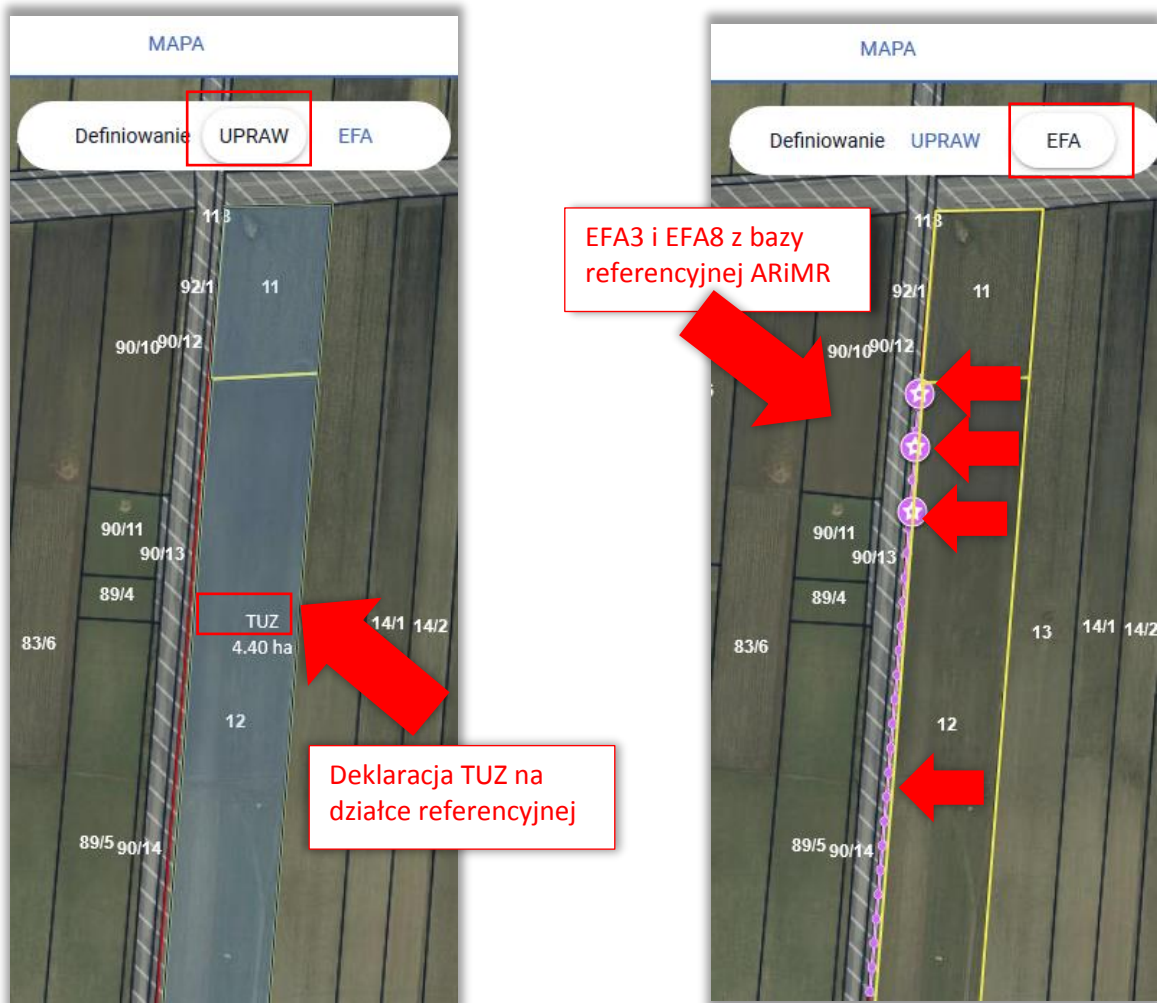 MAPA
Definiowanie UPRAW EFA
11
92/1
11
90/10
90/12
90/11
90/13
89/4
TUZ
4.40 ha
14/1
14/2
83/6
12
Deklaracja TUZ na
działce referencyjnej
89/5
90/14
MAPA
Definiowanie UPRAW EFA
EFA3 i EFA8 z bazy
referencyjnej ARiMR
11
92/1
11
90/10
90/12
90/11
90/13
89/4
13
14/1
14/2
83/6
12
89/5
90/14